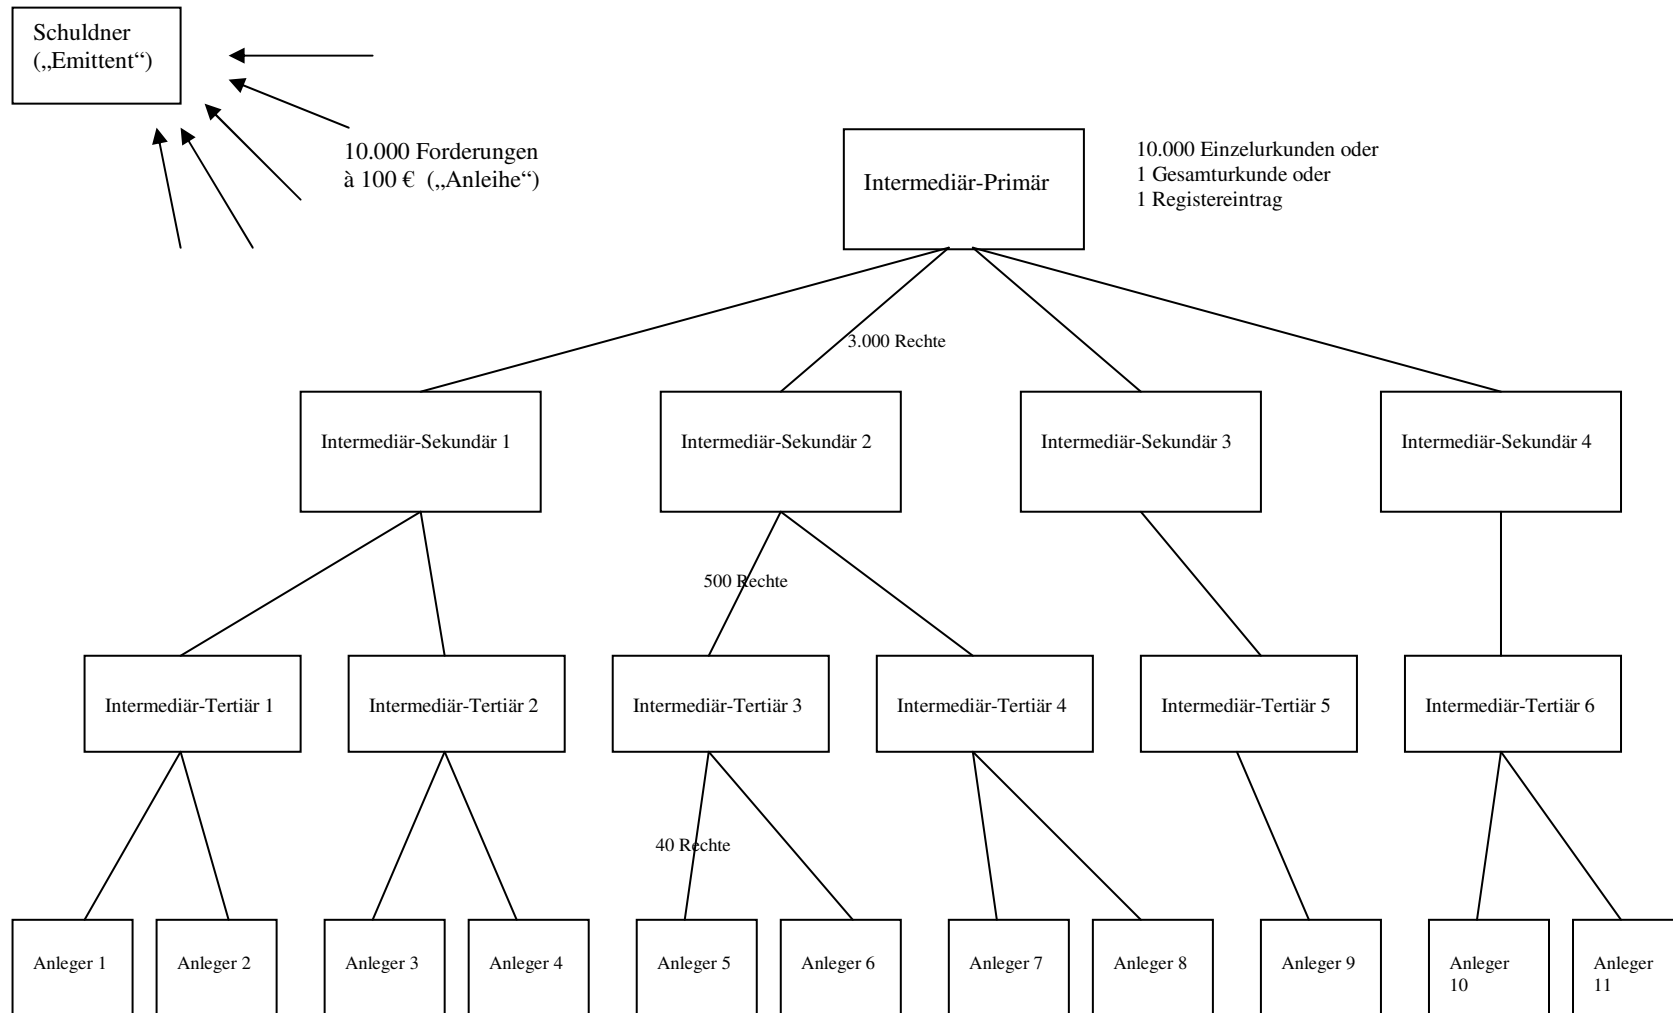 Schuldner
(„Emittent“)
10.000 Forderungen
à 100 € („Anleihe“)
Intermediär-Primär
10.000 Einzelurkunden oder
1 Gesamturkunde oder
1 Registereintrag
3.000 Rechte
Intermediär-Sekundär 1
Intermediär-Sekundär 2
Intermediär-Sekundär 3
Intermediär-Sekundär 4
500 Rechte
Intermediär-Tertiär 1
Intermediär-Tertiär 2
Intermediär-Tertiär 3
Intermediär-Tertiär 4
Intermediär-Tertiär 5
Intermediär-Tertiär 6
40 Rechte
Anleger 1
Anleger 2
Anleger 3
Anleger 4
Anleger 5
Anleger 6
Anleger 7
Anleger 8
Anleger 9
Anleger
10
Anleger
11